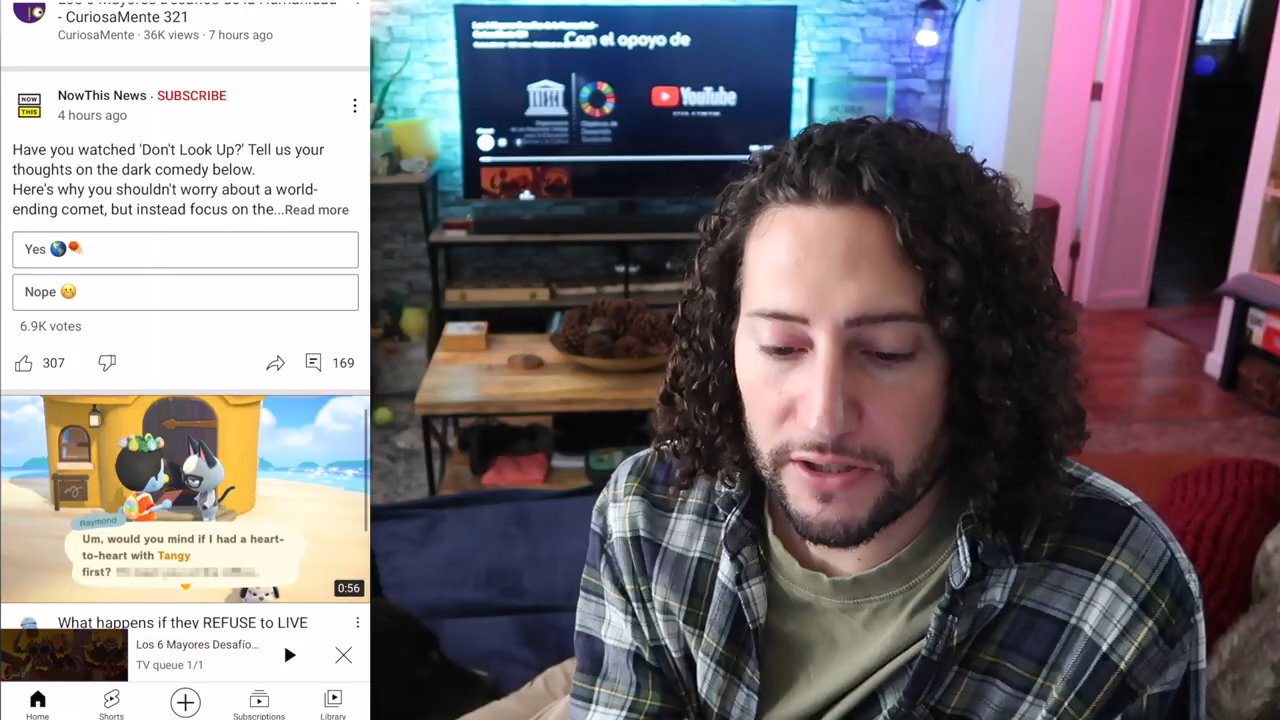 - CuriosaMente 321
CuriosaMente · 36K views · 7 hours ago
NOW
THIS
NowThis News · SUBSCRIBE
4 hours ago
Have you watched 'Don't Look Up?' Tell us your
thoughts on the dark comedy below.
Here's why you shouldn't worry about a world-
ending comet, but instead focus on the...Read more
Yes 🌎☄️
Nope 😬
6.9K votes
307
169
Raymond
Um, would you mind if I had a heart-
to-heart with Tangy
first?
0:56
What happens if they REFUSE to LIVE
Los 6 Mayores Desafío...
TV queue 1/1
Home
Shorts
Subscriptions
Library
Con el apoyo de
YouTube